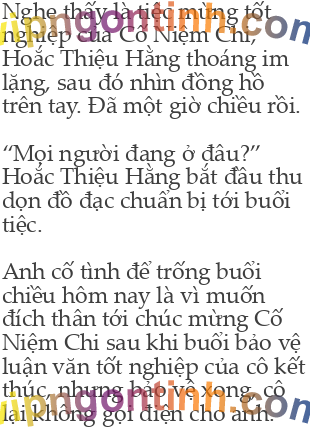 Nghe thấy là tiệc mừng tốt
nghiệp của Cố Niệm Chi,
Hoắc Thiệu Hằng thoáng im
lặng, sau đó nhìn đồng hồ
trên tay. Đã một giờ chiều rồi.
“Mọi người đang ở đâu?”
Hoắc Thiệu Hằng bắt đầu thu
dọn đồ đạc chuẩn bị tới buổi
tiệc.
Anh cố tình để trống buổi
chiều hôm nay là vì muốn
đích thân tới chúc mừng Cố
Niệm Chi sau khi buổi bảo vệ
luận văn tốt nghiệp của cô kết
thúc, nhưng bảo vệ xong, cô
lại không gọi điện cho anh.
vipngontinh.com
vipngontinh.com